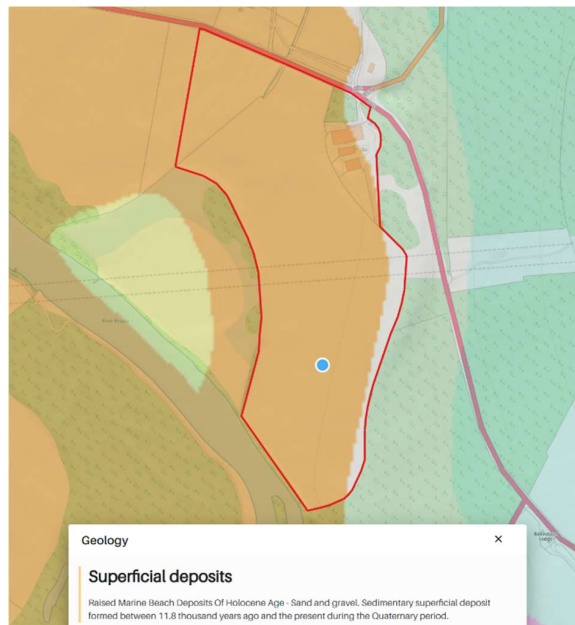 Geology
Superficial deposits
Raised Marine Beach Deposits Of Holocene Age - Sand and gravel. Sedimentary superficial deposit
formed between 11.8 thousand years ago and the present during the Quaternary period.